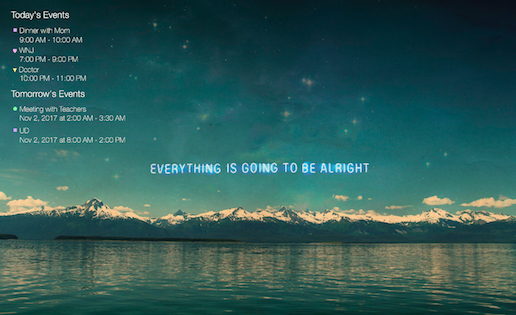 Today's Events
Dinner with Mom
9:00 AM - 10:00 AM
WNJ
7:00 PM - 9:00 PM
Doctor
10:00 PM - 11:00 PM
Tomorrow's Events
Meeting with Teachers
Nov 2, 2017 at 2:00 AM - 3:30 AM
UD
Nov 2, 2017 at 8:00 AM - 2:00 PM
EVERYTHING IS GOING TO BE ALRIGHT